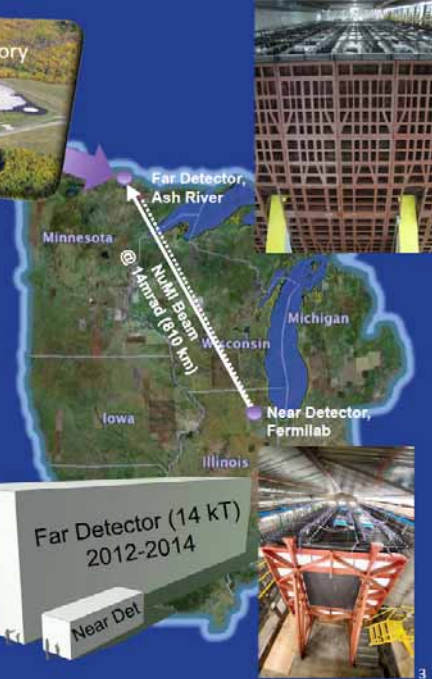 Far Detector,
Ash River
Minnesota
NuMI Beam
@ 14mrad (810 km)
Michigan
Wisconsin
Near Detector,
Fermilab
Iowa
Illinois
Far Detector (14 kT)
2012-2014
Near Det
3